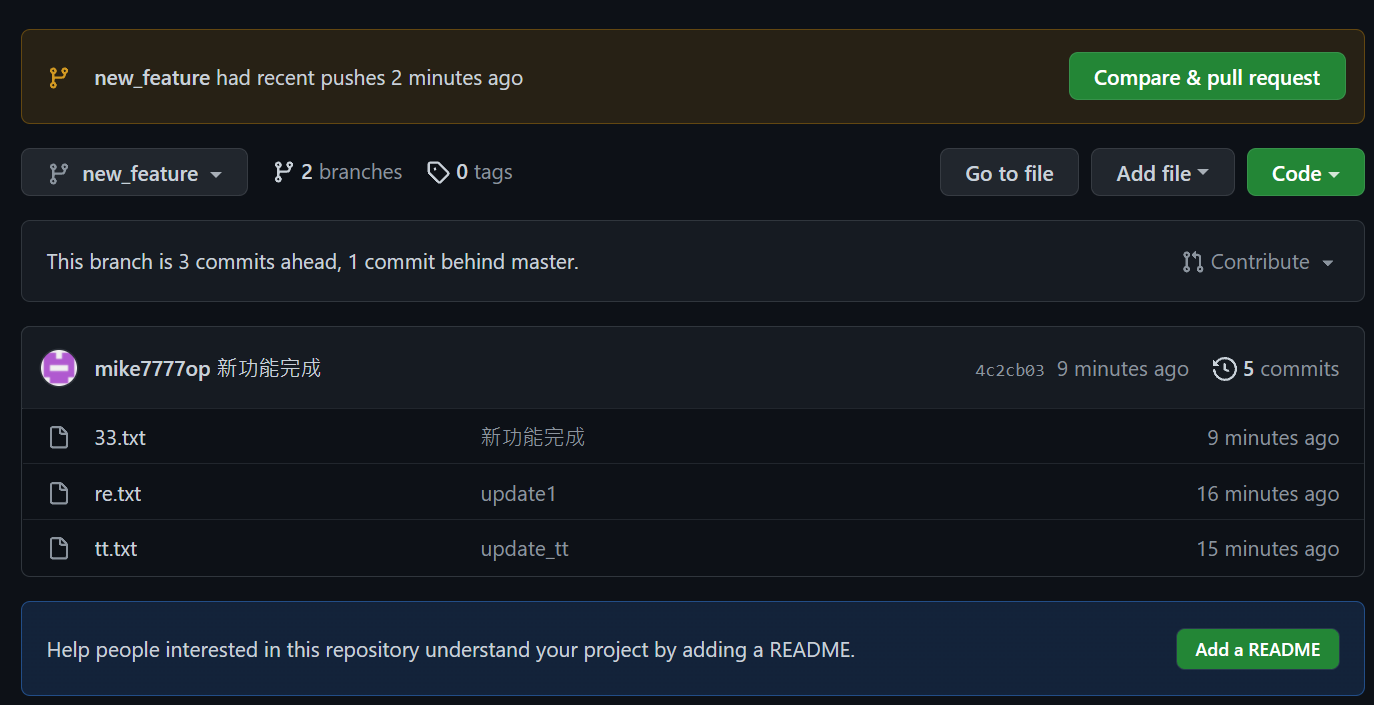 new_feature had recent pushes 2 minutes ago
Compare & pull request
new_feature
2 branches
0 tags
Go to file
Add file
Code
This branch is 3 commits ahead, 1 commit behind master.
Contribute
mike7777op 新功能完成
4c2cb03 9 minutes ago
5 commits
33.txt 新功能完成 9 minutes ago
re.txt update1 16 minutes ago
tt.txt update_tt 15 minutes ago
Help people interested in this repository understand your project by adding a README.
Add a README